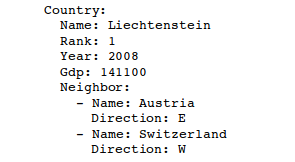 Country:
  Name: Liechtenstein
  Rank: 1
  Year: 2008
  Gdp: 141100
  Neighbor:
    - Name: Austria
      Direction: E
    - Name: Switzerland
      Direction: W